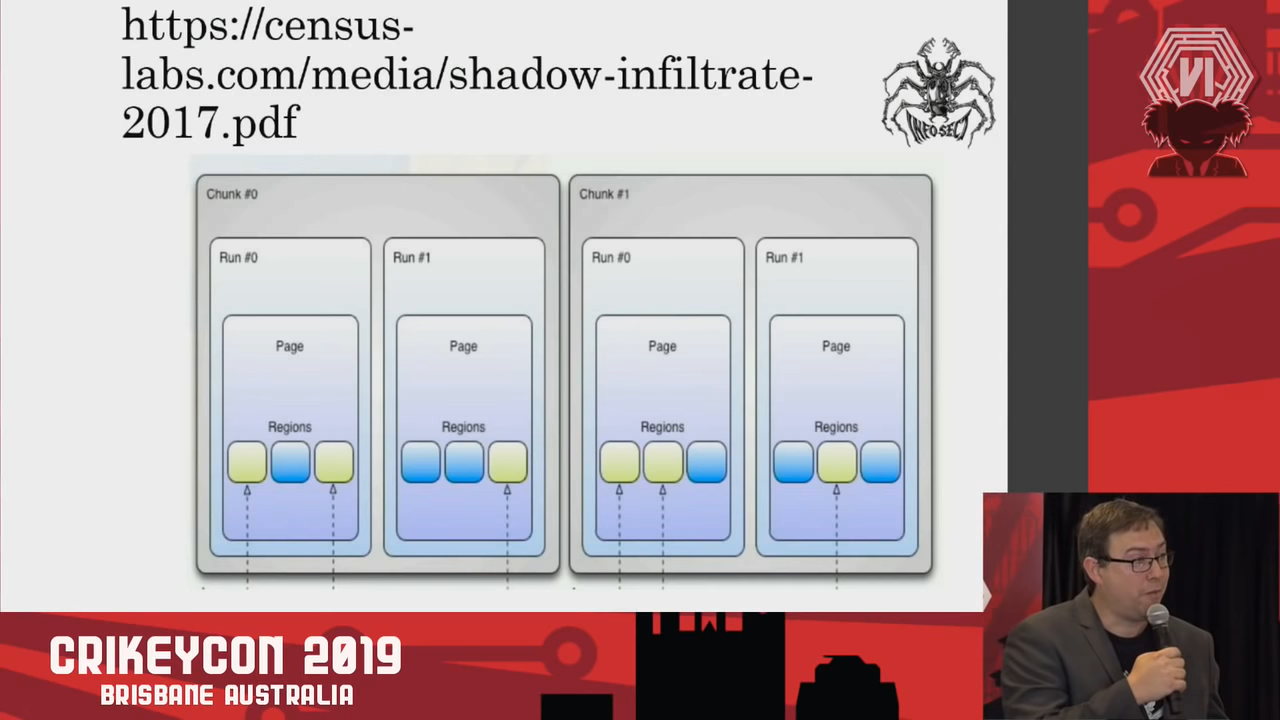 https://census-
labs.com/media/shadow-infiltrate-
2017.pdf
INFOSECT
Chunk #0
Chunk #1
Run #0
Run #1
Run #0
Run #1
Page
Page
Page
Page
Regions
Regions
Regions
Regions
CRIKEYCON 2019
BRISBANE AUSTRALIA
VI